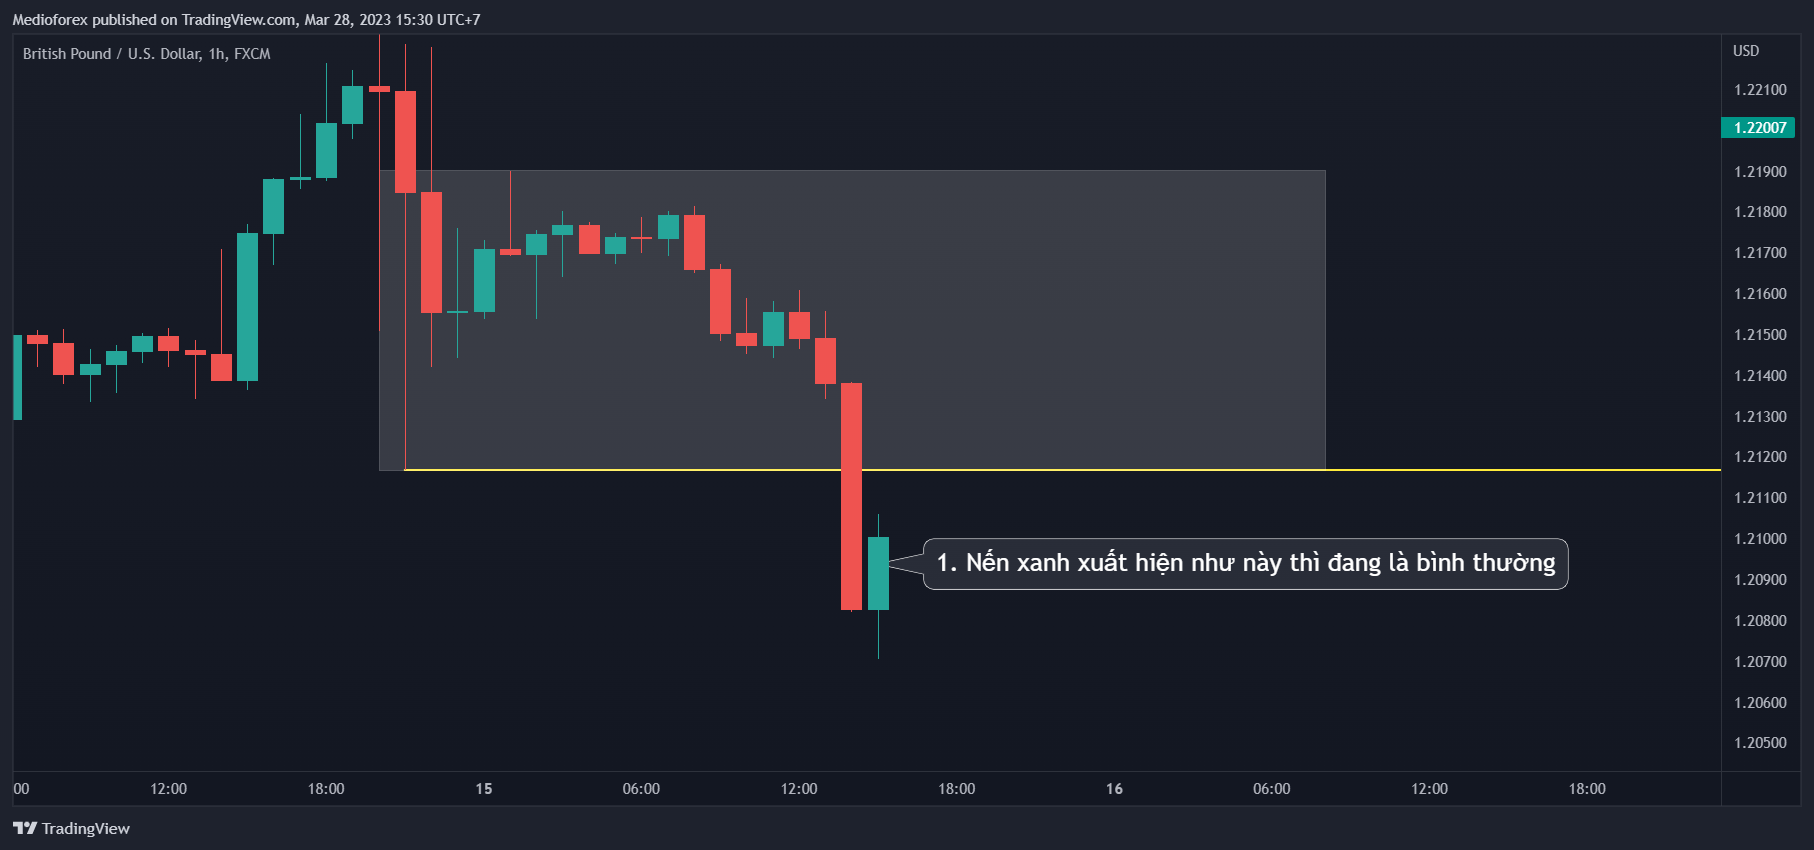 Medioforex published on TradingView.com, Mar 28, 2023 15:30 UTC+7
British Pound / U.S. Dollar, 1h, FXCM
USD
1.22100
1.22007
1.21900
1.21800
1.21700
1.21600
1.21500
1.21400
1.21300
1.21200
1.21100
1.21000
1.20900
1.20800
1.20700
1.20600
1.20500
1. Nến xanh xuất hiện như này thì đang là bình thường
00 12:00 18:00 15 06:00 12:00 18:00 16 06:00 12:00 18:00
TradingView